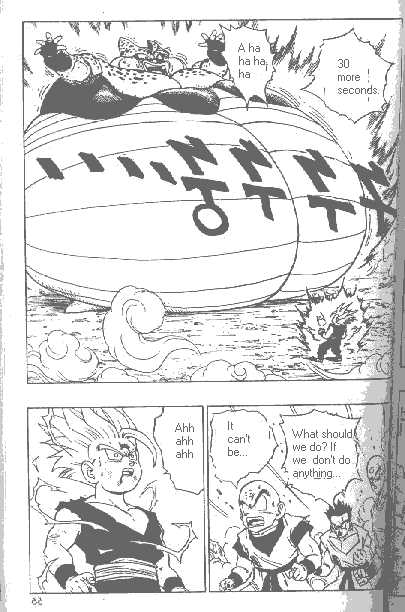 A ha
ha ha
ha
30
more
seconds.
Ahh
ahh
ahh
It
can't
be...
What should
we do? If
we don't do
anything...